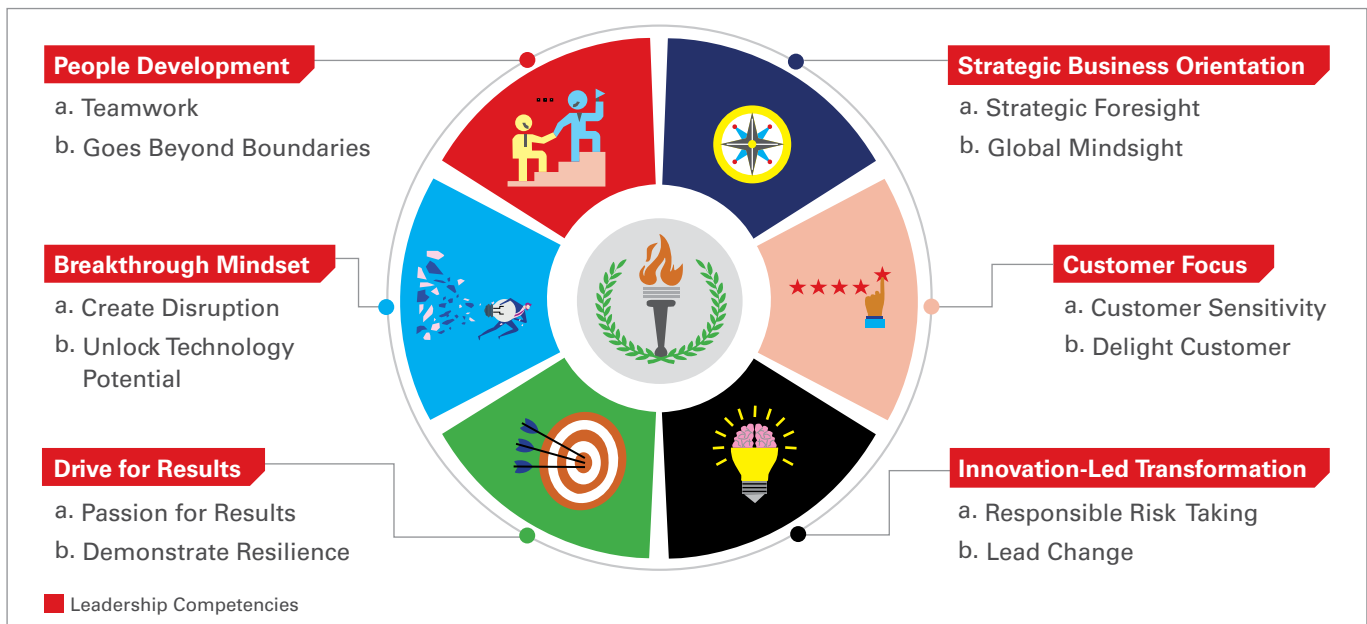 People Development
a. Teamwork
b. Goes Beyond Boundaries
Breakthrough Mindset
a. Create Disruption
b. Unlock Technology
Potential
Drive for Results
a. Passion for Results
b. Demonstrate Resilience
Leadership Competencies
Strategic Business Orientation
a. Strategic Foresight
b. Global Mindsight
Customer Focus
a. Customer Sensitivity
b. Delight Customer
Innovation-Led Transformation
a. Responsible Risk Taking
b. Lead Change